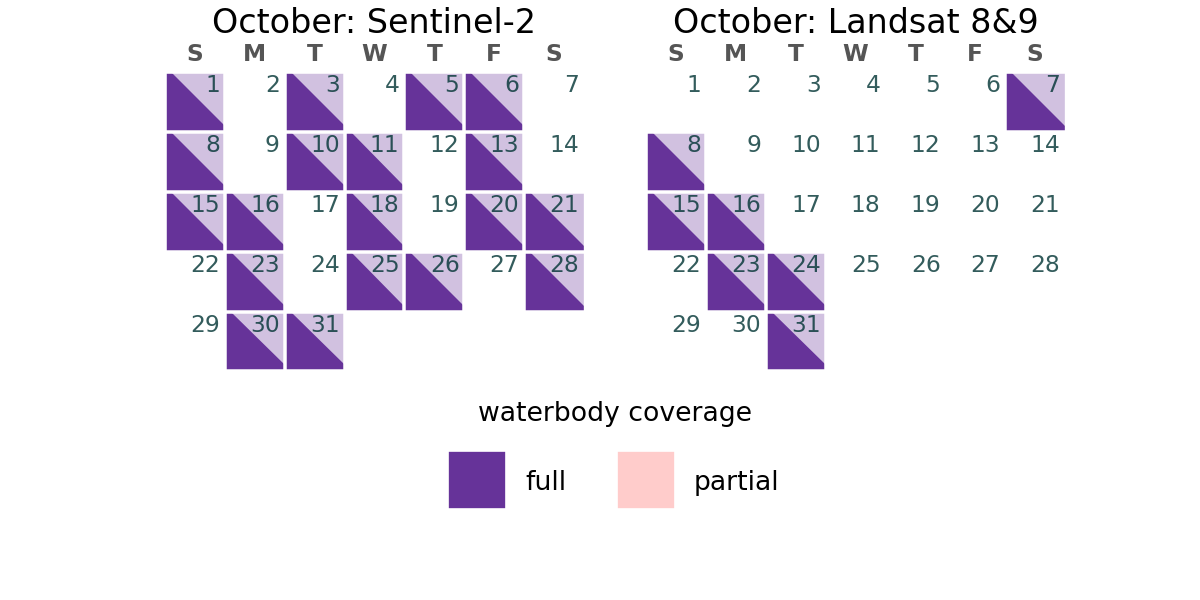 October: Sentinel-2
S M T W T F S
1 2 3 4 5 6 7
8 9 10 11 12 13 14
15 16 17 18 19 20 21
22 23 24 25 26 27 28
29 30 31
October: Landsat 8&9
S M T W T F S
1 2 3 4 5 6 7
8 9 10 11 12 13 14
15 16 17 18 19 20 21
22 23 24 25 26 27 28
29 30 31
waterbody coverage
full partial